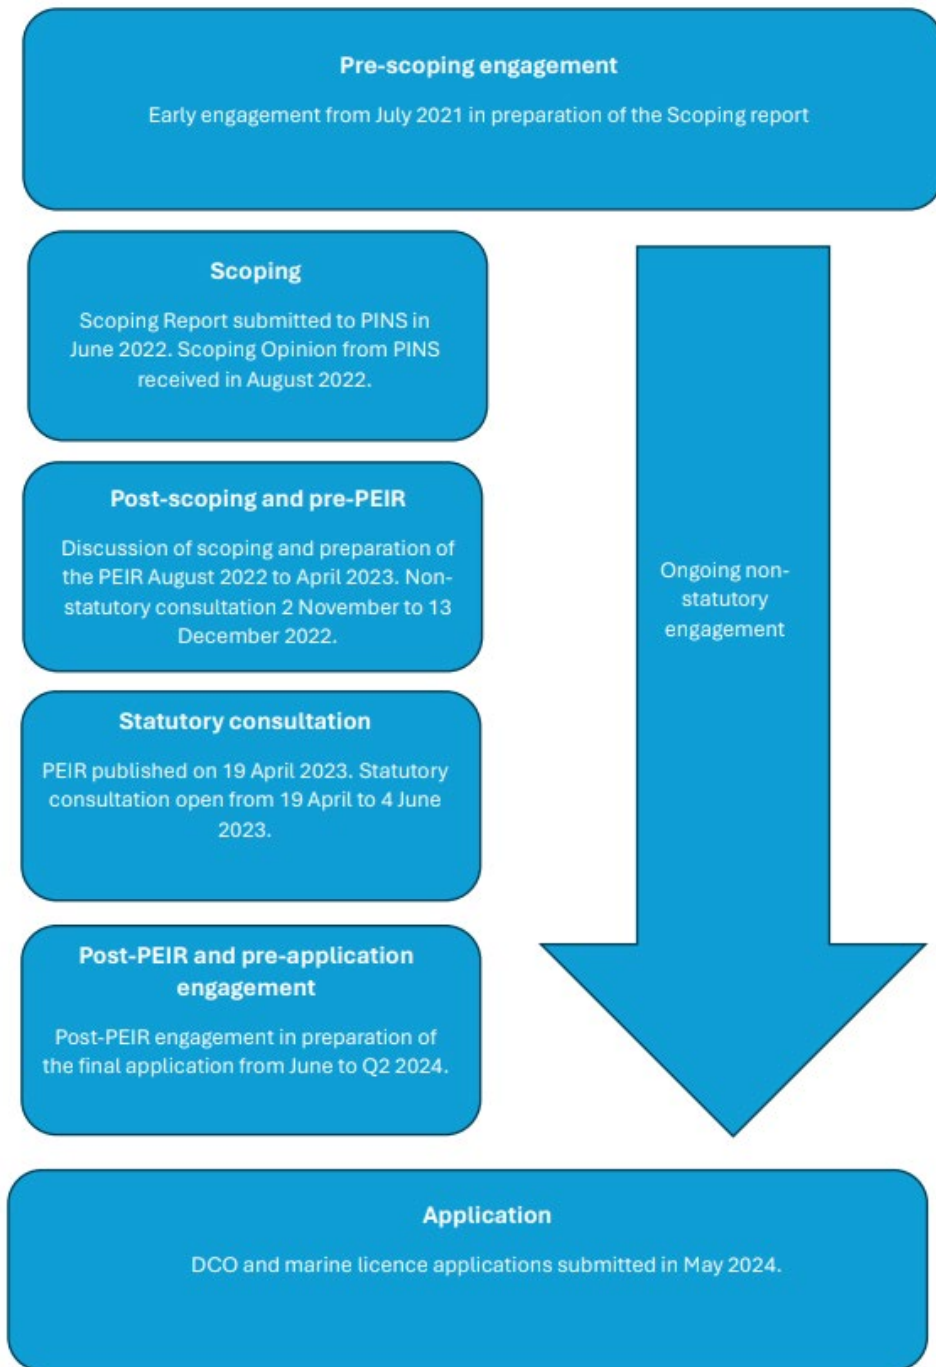 Pre-scoping engagement
Early engagement from July 2021 in preparation of the Scoping report
Scoping
Scoping Report submitted to PINS in
June 2022. Scoping Opinion from PINS
received in August 2022.
Post-scoping and pre-PEIR
Discussion of scoping and preparation of
the PEIR August 2022 to April 2023. Non-
statutory consultation 2 November to 13
December 2022.
Statutory consultation
PEIR published on 19 April 2023. Statutory
consultation open from 19 April to 4 June
2023.
Post-PEIR and pre-application
engagement
Post-PEIR engagement in preparation of
the final application from June to Q2 2024.
Ongoing non-
statutory
engagement
Application
DCO and marine licence applications submitted in May 2024.